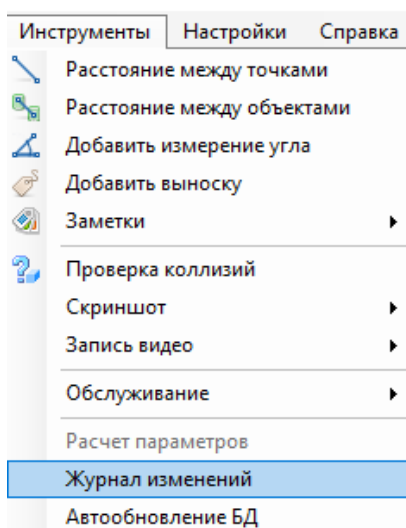 Инструменты Настройки Справка
Расстояние между точками
Расстояние между объектами
Добавить измерение угла
Добавить выноску
Заметки
Проверка коллизий
Скриншот
Запись видео
Обслуживание
Расчет параметров
Журнал изменений
Автообновление БД